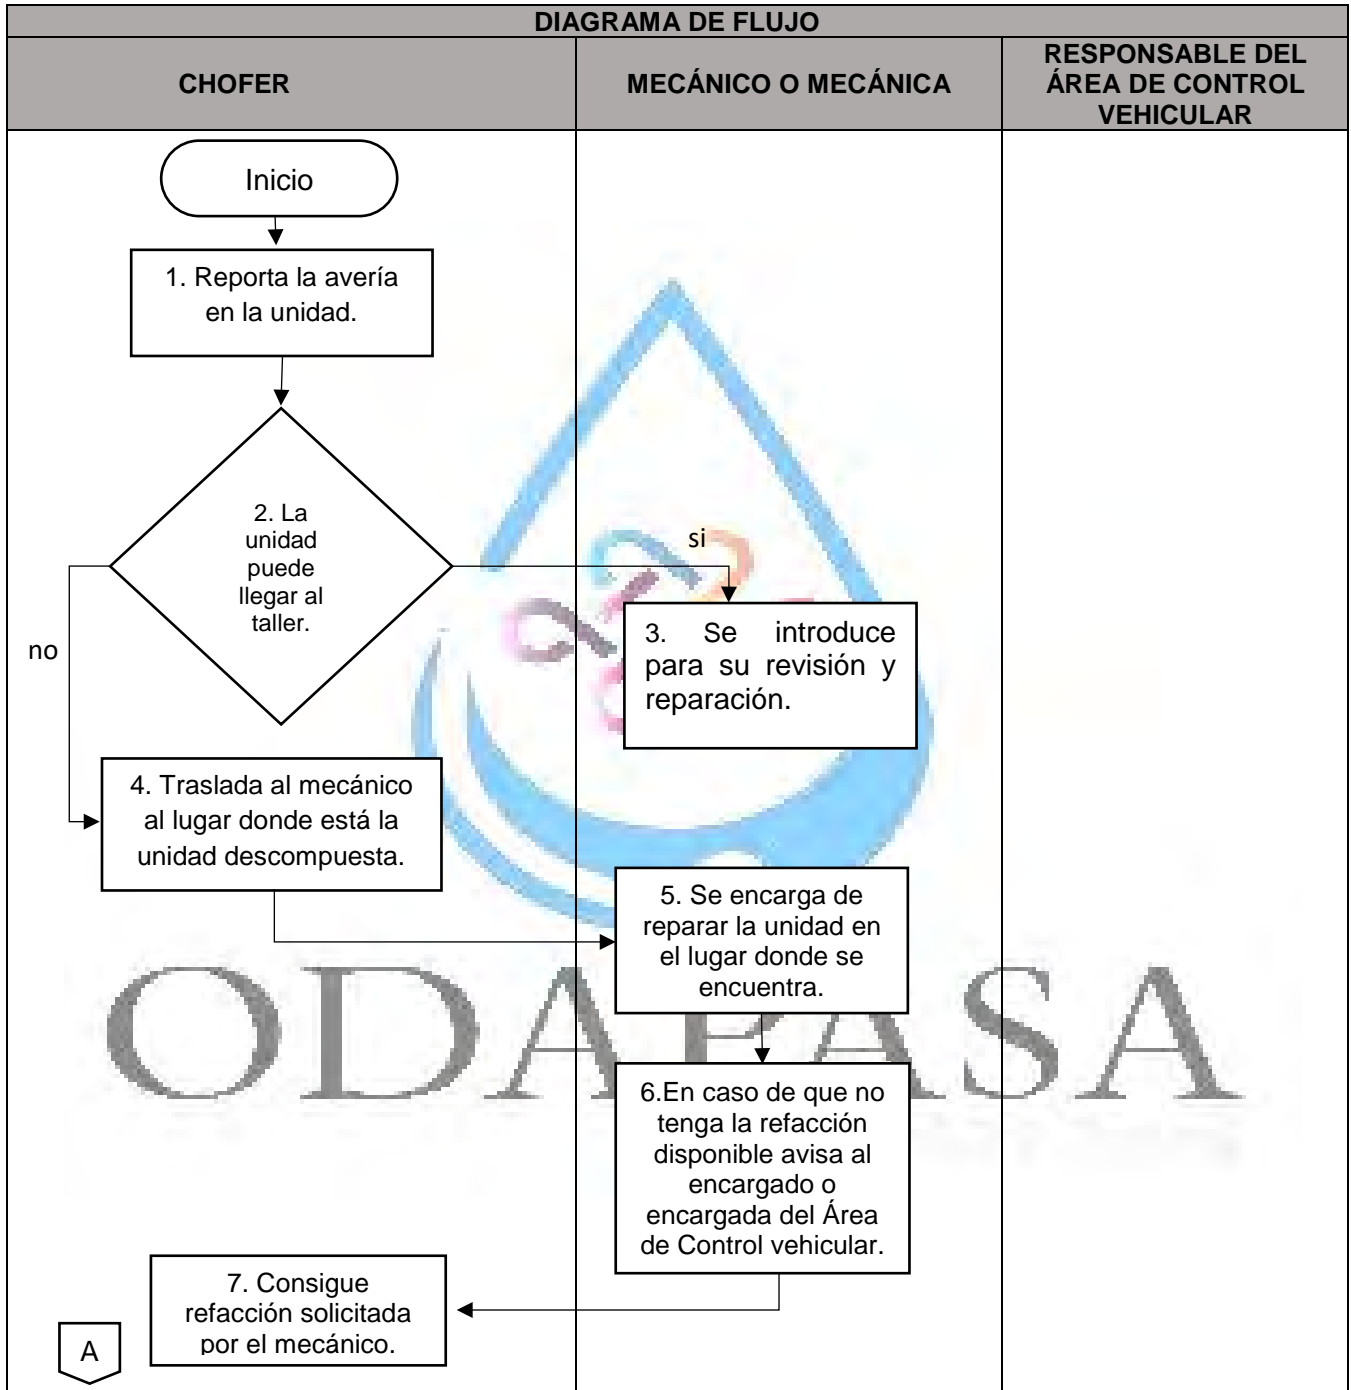 DIAGRAMA DE FLUJO
CHOFER
MECÁNICO O MECÁNICA
RESPONSABLE DEL
ÁREA DE CONTROL
VEHICULAR
Inicio
1. Reporta la avería
en la unidad.
2. La
unidad
puede
llegar al
taller.
si
no
3. Se introduce
para su revisión y
reparación.
4. Traslada al mecánico
al lugar donde está la
unidad descompuesta.
5. Se encarga de
reparar la unidad en
el lugar donde se
encuentra.
ODAPASA
6.En caso de que no
tenga la refacción
disponible avisa al
encargado o
encargada del Área
de Control vehicular.
7. Consigue
refacción solicitada
por el mecánico.
A